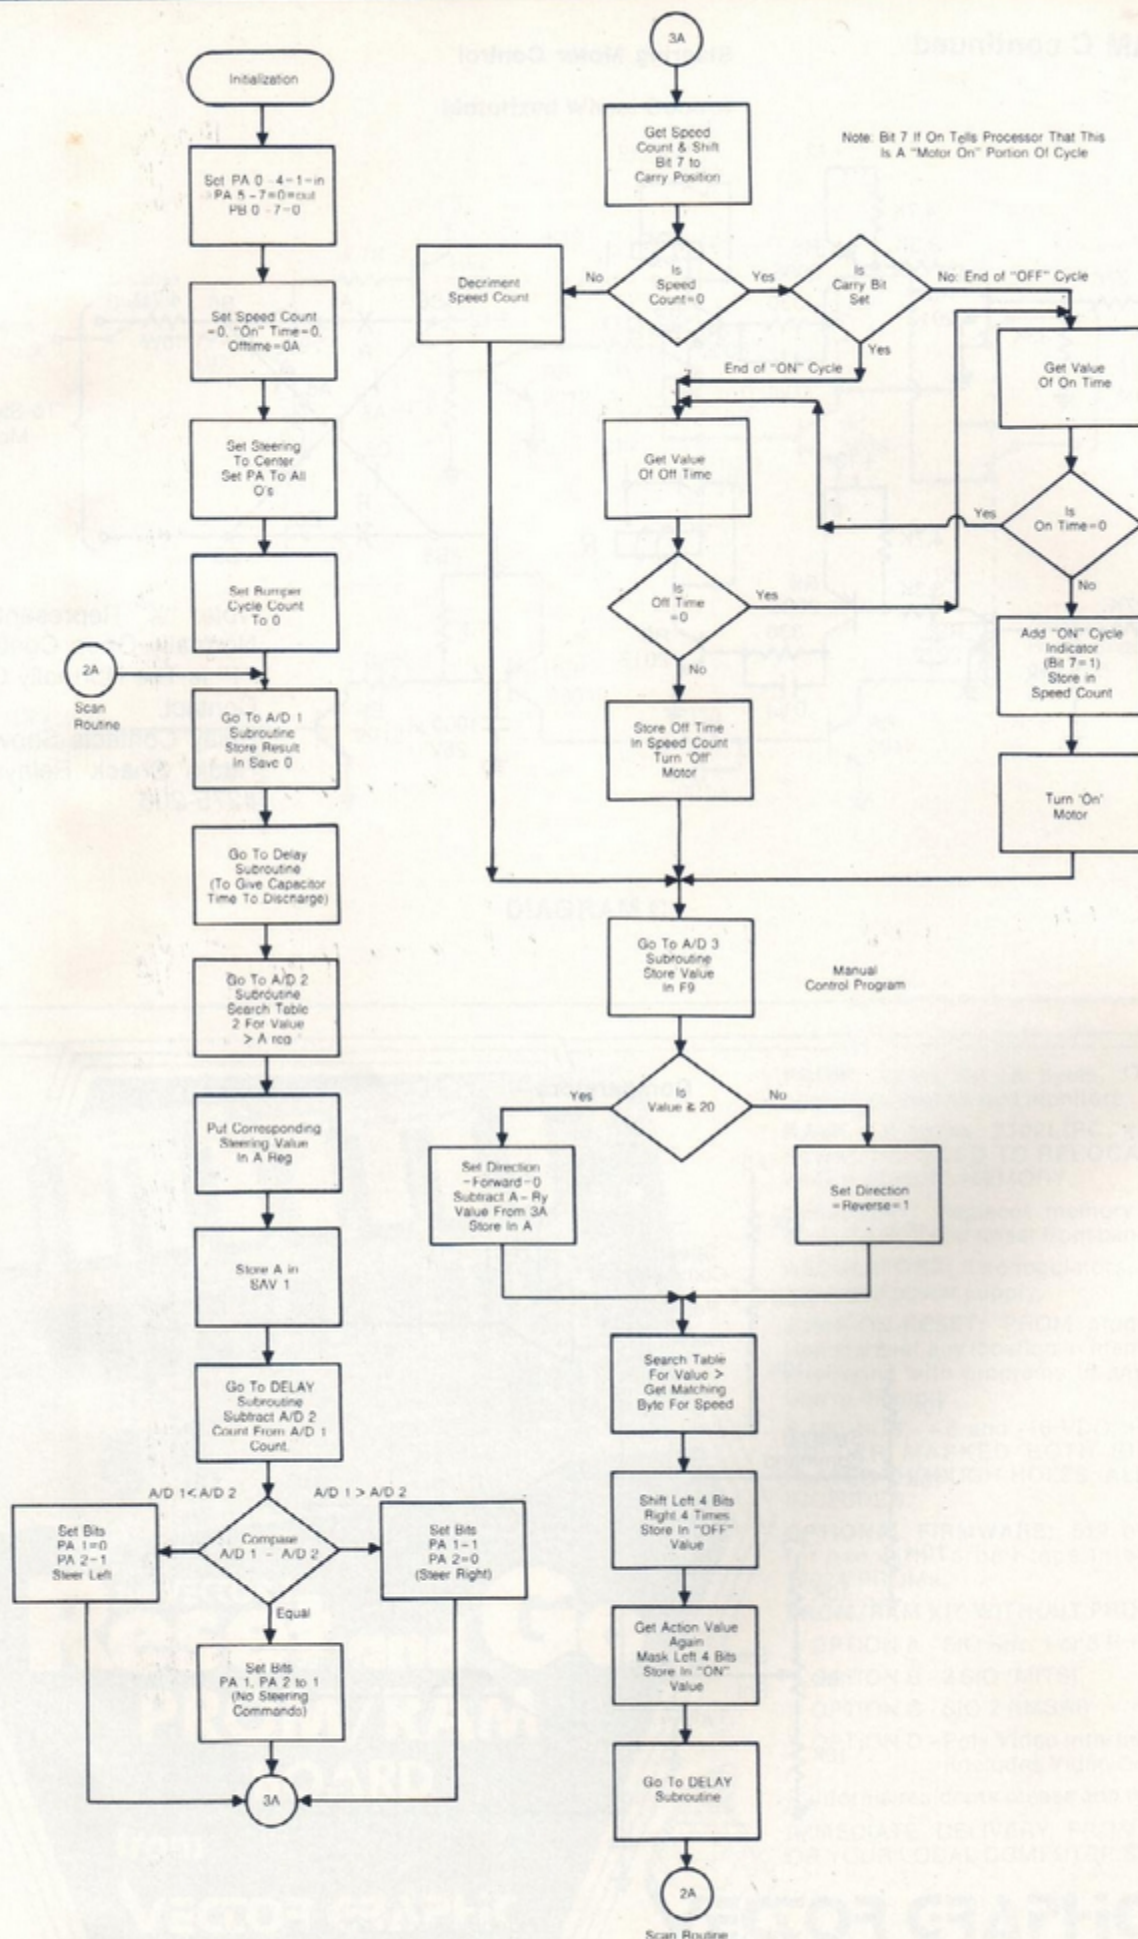 Initialization
Set PA 0-4-1-in
PA 5-7=0=out
PB 0-7-0
Set Speed Count
=0, "On" Time=0,
Offtime=0A
Set Steering
To Center
Set PA To All
O's
Set Bumper
Cycle Count
To 0
2A
Scan
Routine
Go To A/D 1
Subroutine
Store Result
In Save 0
Go To Delay
Subroutine
(To Give Capacitor
Time To Discharge)
Go To A/D 2
Subroutine
Search Table
2 For Value
> A reg
Put Corresponding
Steering Value
In A Reg
Store A in
SAV 1
Go To DELAY
Subroutine
Subtract A/D 2
Count From A/D 1
Count.
A/D 1<A/D 2
A/D 1 > A/D 2
Set Bits
PA 1=0
PA 2-1
Steer Left
Compare
A/D 1 - A/D 2
Set Bits
PA 1-1
PA 2=0
(Steer Right)
Equal
Set Bits
PA 1, PA 2 to 1
(No Steering
Commands)
3A
3A
Get Speed
Count & Shift
Bit 7 to
Carry Position
Note: Bit 7 If On Tells Processor That This
Is A "Motor On" Portion Of Cycle
Decriment
Speed Count
No
Is
Speed
Count=0
Yes
Is
Carry Bit
Set
No: End of "OFF" Cycle
Yes
End of "ON" Cycle
Get Value
Of On Time
Get Value
Of Off Time
Yes
Is
On Time=0
No
Is
Off Time
=0
Yes
No
Add "ON" Cycle
Indicator
(Bit 7=1)
Store in
Speed Count
Store Off Time
In Speed Count
Turn 'Off'
Motor
Turn 'On'
Motor
Go To A/D 3
Subroutine
Store Value
In F9
Manual
Control Program
Yes
Is
Value ≥ 20
No
Set Direction
-Forward-0
Subtract A-Ry
Value From 3A
Store In A
Set Direction
=Reverse=1
Search Table
For Value >
Get Matching
Byte For Speed
Shift Left 4 Bits
Right 4 Times
Store In "OFF"
Value
Get Action Value
Again
Mask Left 4 Bits
Store In "ON"
Value
Go To DELAY
Subroutine
2A
Scan Routine